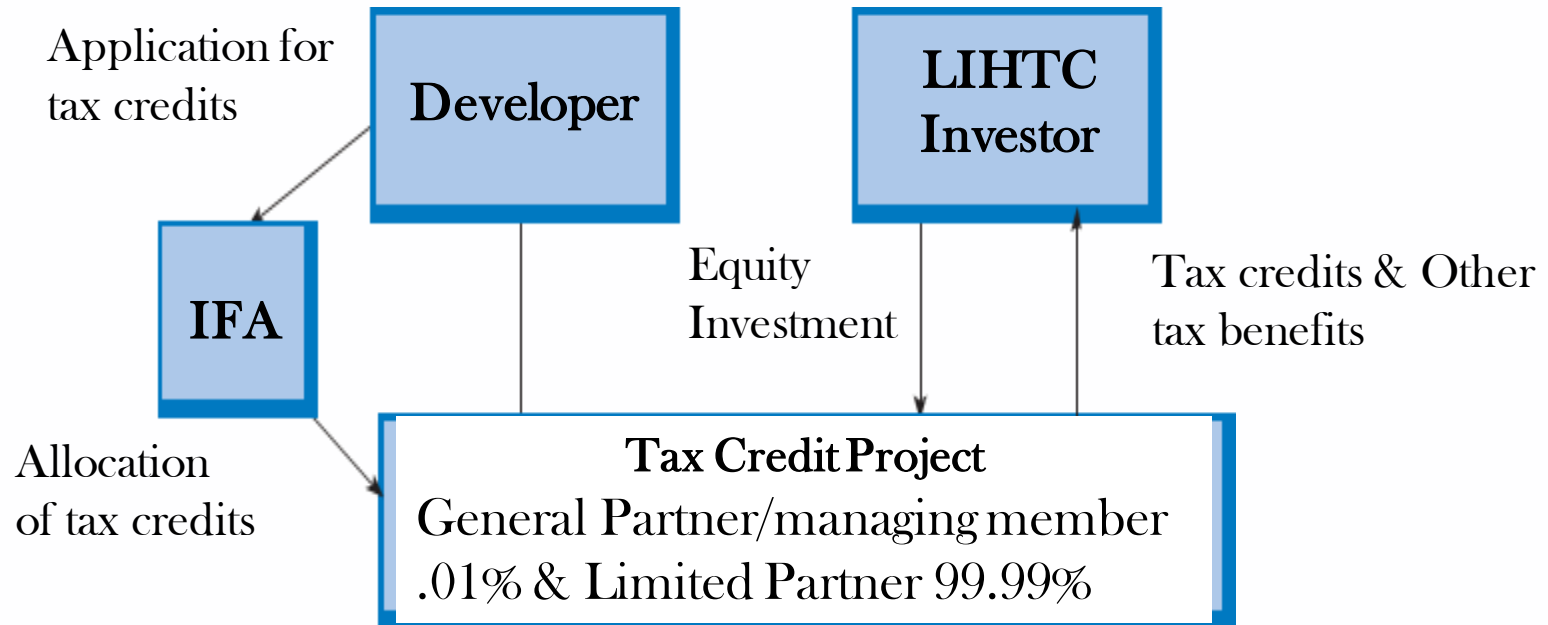 Application for
tax credits
Developer
LIHTC
Investor
IFA
Equity
Investment
Tax credits & Other
tax benefits
Allocation
of tax credits
Tax Credit Project
General Partner/managing member
.01% & Limited Partner 99.99%